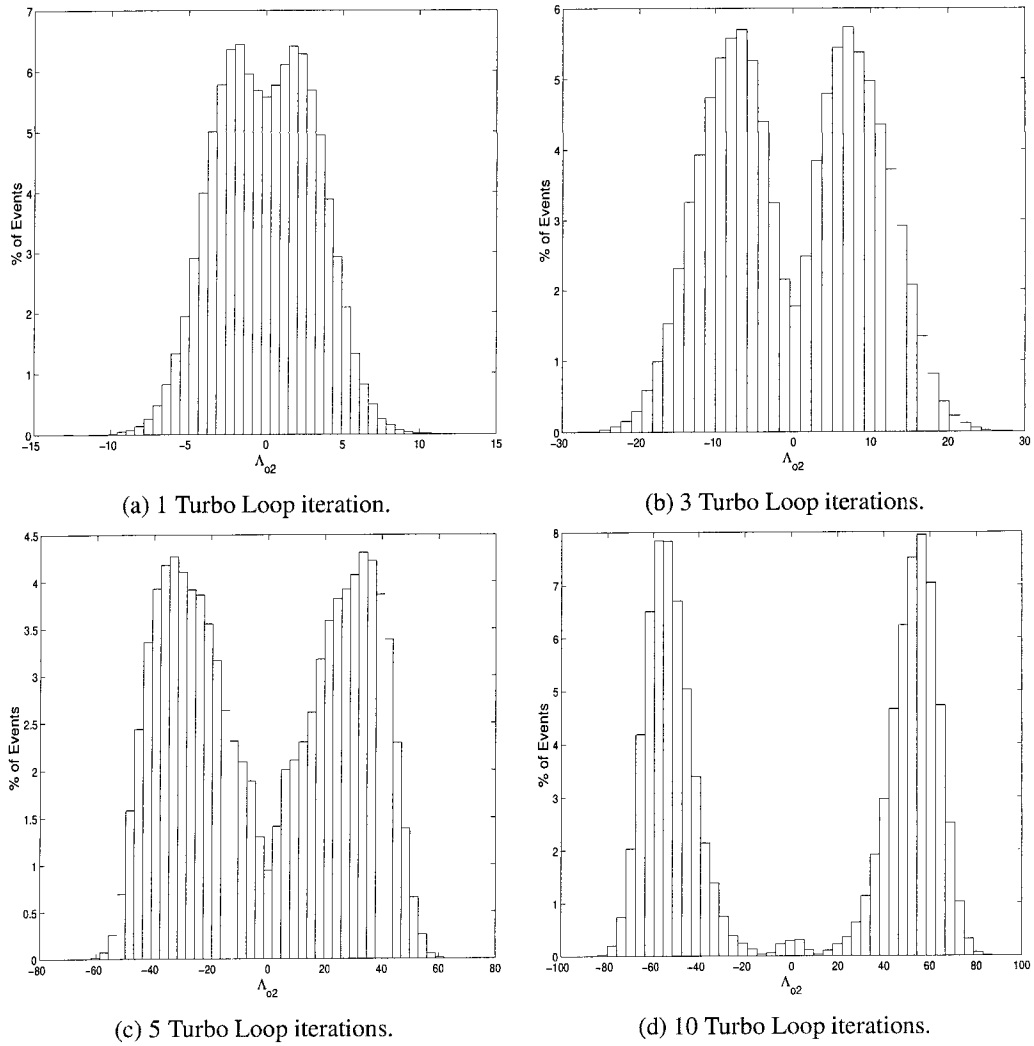 7
6
5
4
3
2
1
0
% of Events
-15 -10 -5 0 5 10 15
Λo2
(a) 1 Turbo Loop iteration.
6
5
4
3
2
1
0
% of Events
-30 -20 -10 0 10 20 30
Λo2
(b) 3 Turbo Loop iterations.
4.5
4
3.5
3
2.5
2
1.5
1
0.5
0
% of Events
-80 -60 -40 -20 0 20 40 60 80
Λo2
(c) 5 Turbo Loop iterations.
8
7
6
5
4
3
2
1
0
% of Events
-100 -80 -60 -40 -20 0 20 40 60 80 100
Λo2
(d) 10 Turbo Loop iterations.